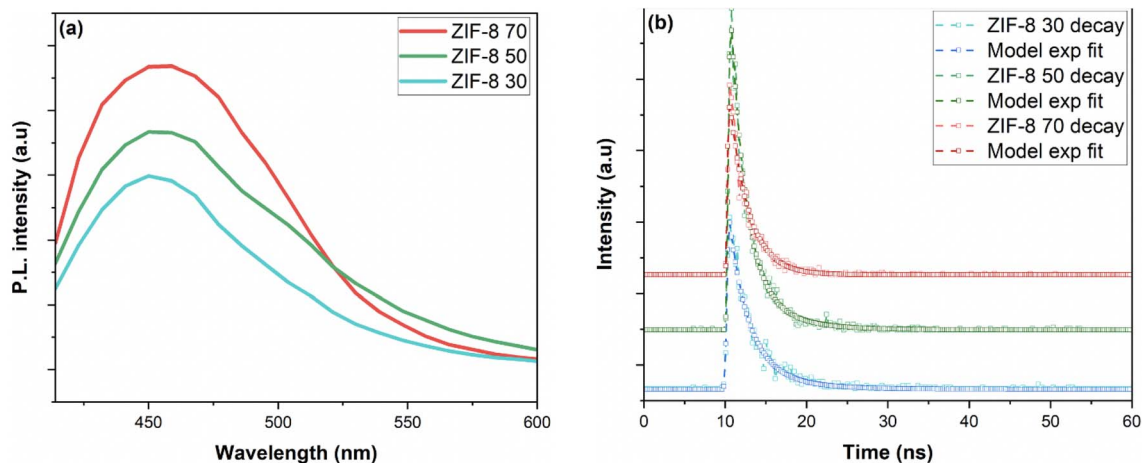 (a)
ZIF-8 70
ZIF-8 50
ZIF-8 30
P.L. intensity (a.u)
450
500
550
600
Wavelength (nm)
(b)
ZIF-8 30 decay
Model exp fit
ZIF-8 50 decay
Model exp fit
ZIF-8 70 decay
Model exp fit
Intensity (a.u)
0
10
20
30
40
50
60
Time (ns)